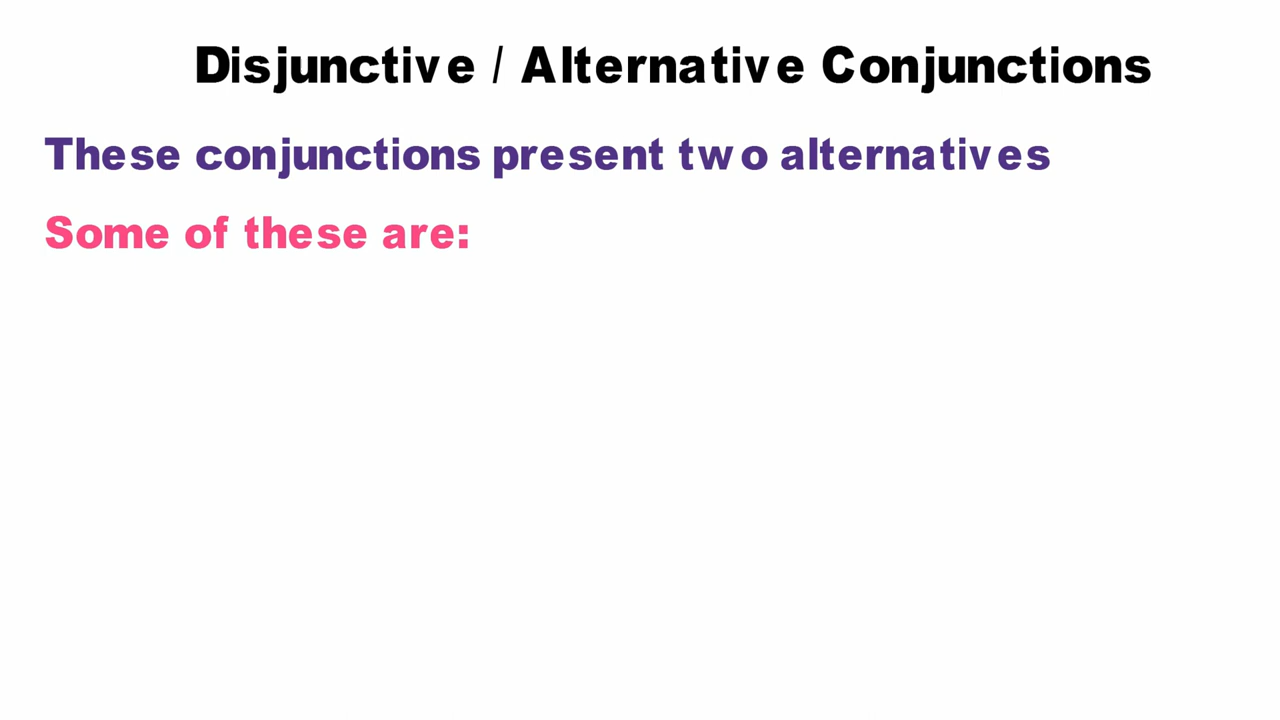 Disjunctive / Alternative Conjunctions
These conjunctions present two alternatives
Some of these are: